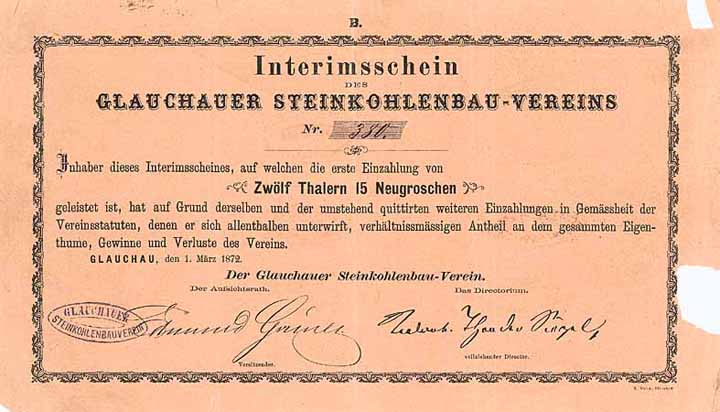 B.
Interimsschein
DES
GLAUCHAUER STEINKOHLENBAU-VEREINS
Nr. 380.
Inhaber dieses Interimsscheines, auf welchen die erste Einzahlung von
Zwölf Thalern 15 Neugroschen
geleistet ist, hat auf Grund derselben und der umstehend quittirten weiteren Einzahlungen in Gemässheit der
Vereinsstatuten, denen er sich allenthalben unterwirft, verhältnissmässigen Antheil an dem gesammten Eigen-
thume, Gewinne und Verluste des Vereins.
GLAUCHAU, den 1. März 1872.
Der Glauchauer Steinkohlenbau-Verein.
Der Aufsichtsrath. Das Directorium.
GLAUCHAUER
STEINKOHLENBAUVEREIN
Theodor
Vorsitzender. vollziehender Director.